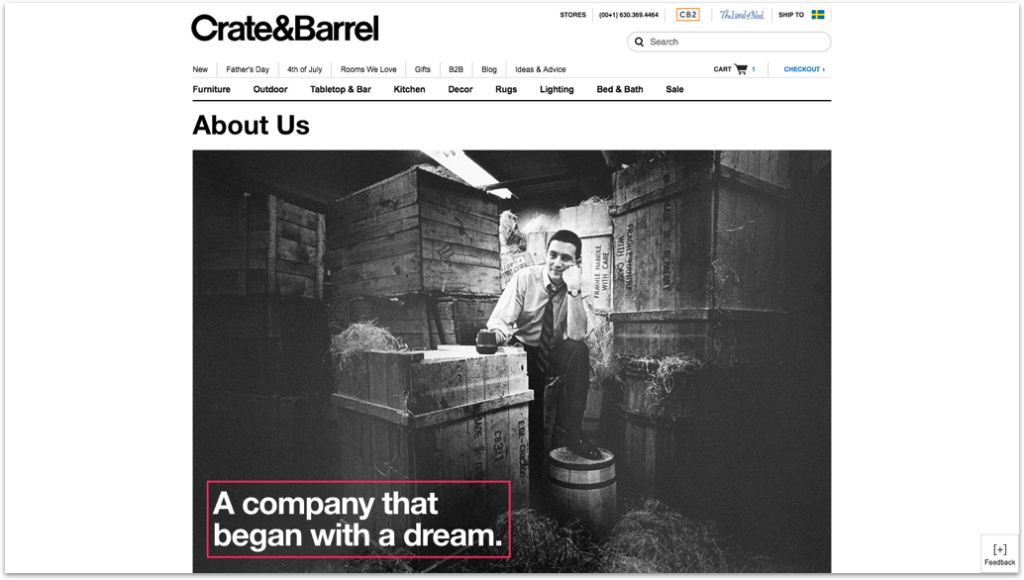 Crate&Barrel
STORES (00+1) 630.369.4464 CB2 The Land of Nod SHIP TO
Search
New Father's Day 4th of July Rooms We Love Gifts B2B Blog Ideas & Advice CART 1 CHECKOUT ›
Furniture Outdoor Tabletop & Bar Kitchen Decor Rugs Lighting Bed & Bath Sale
About Us
FRAGILE HANDLE
WITH CARE
A company that
began with a dream.
[+]
Feedback